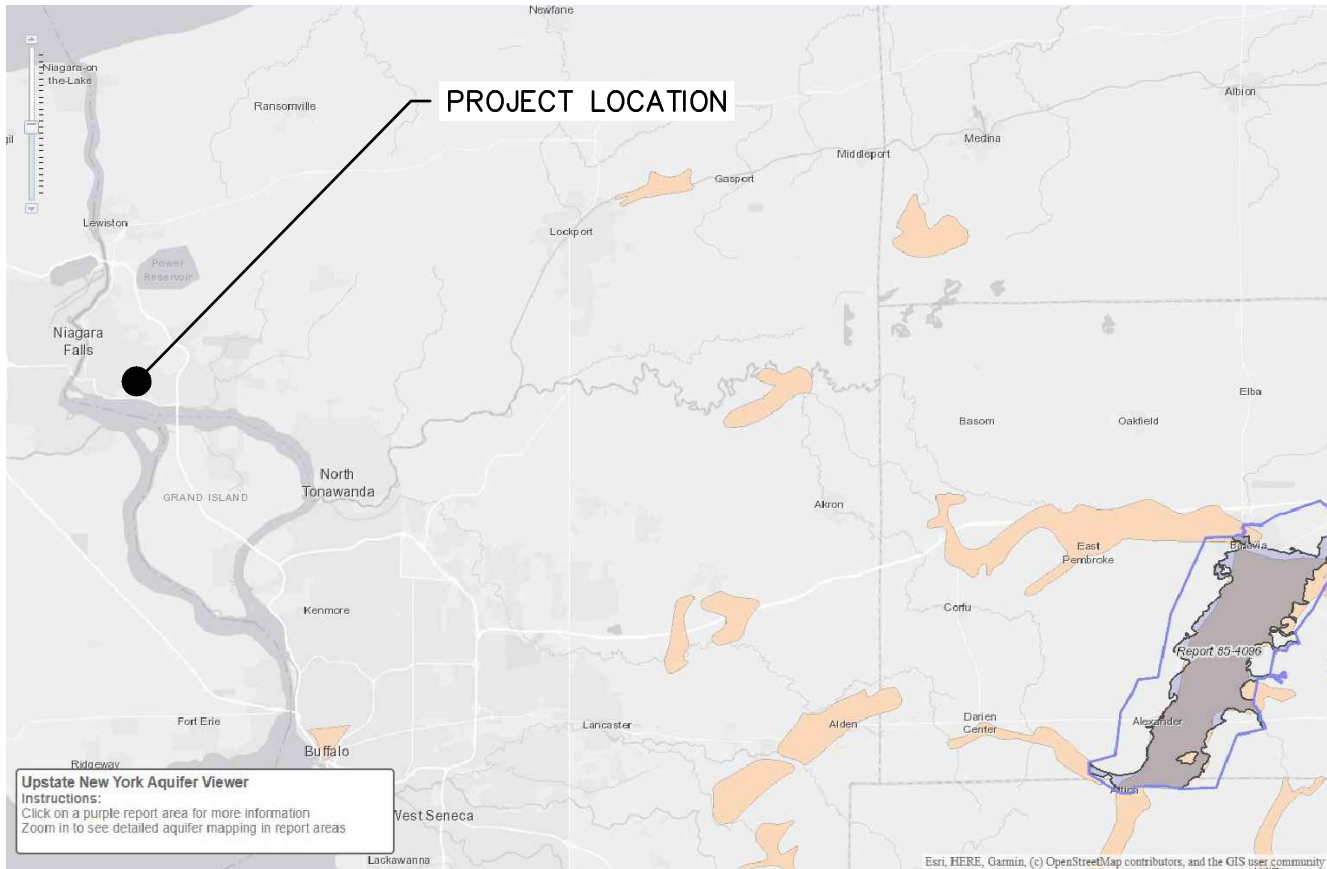 Newfane
Niagara-on
the-Lake
Ransomville
PROJECT LOCATION
Albion
Medina
Middleport
Gasport
Lewiston
Lockport
Power
Reservoir
Niagara
Falls
Elba
Basom
Oakfield
North
Tonawanda
GRAND ISLAND
Akron
East
Pembroke
Batavia
Kenmore
Corfu
Report 85-4096
Fort Erie
Lancaster
Alden
Darien
Center
Alexander
Buffalo
Ridgeway
Attica
Upstate New York Aquifer Viewer
Instructions:
Click on a purple report area for more information
Zoom in to see detailed aquifer mapping in report areas
West Seneca
Lackawanna
Esri, HERE, Garmin, (c) OpenStreetMap contributors, and the GIS user community